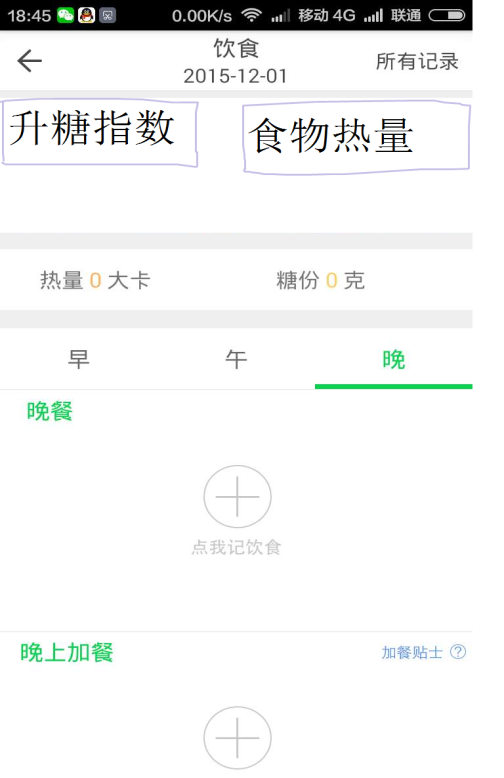 18:45 0.00K/s 移动 4G 联通
饮食
2015-12-01
所有记录
升糖指数 食物热量
热量 0 大卡 糖份 0 克
早 午 晚
晚餐
点我记饮食
晚上加餐 加餐贴士 ?